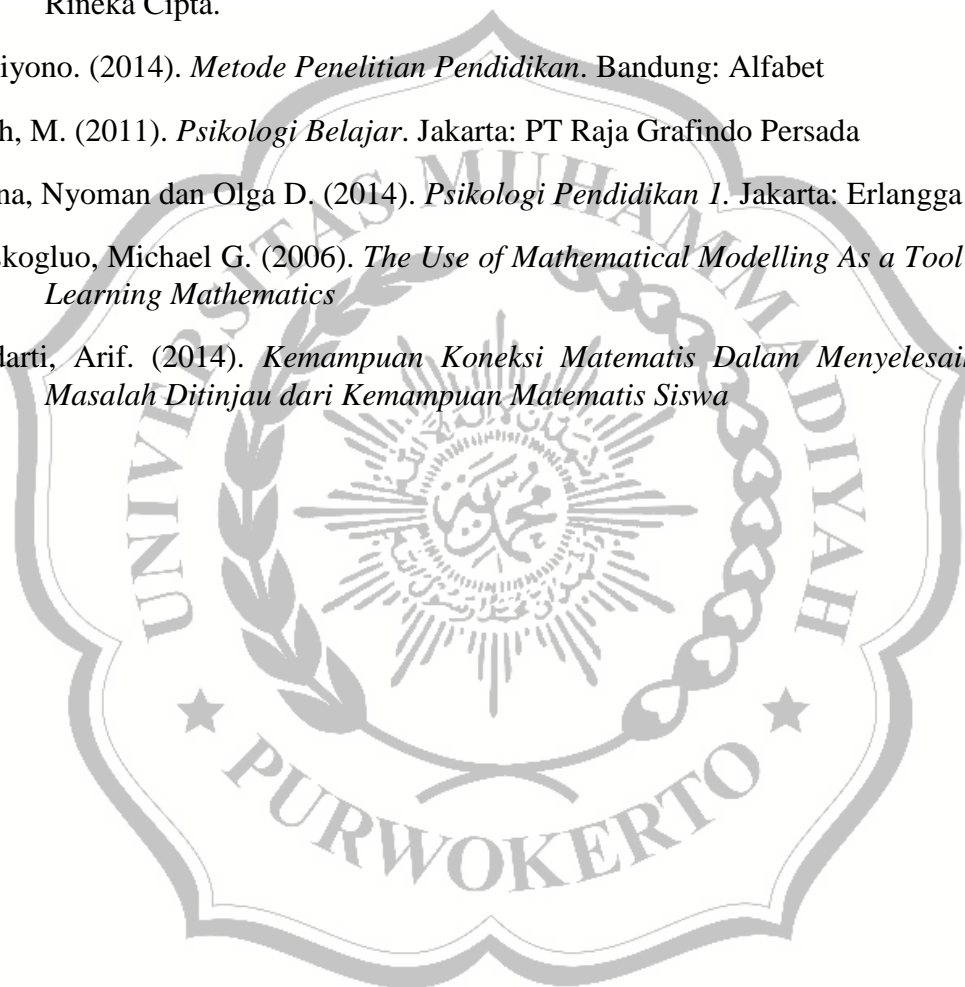 Rineka Cipta.
iyono. (2014). Metode Penelitian Pendidikan. Bandung: Alfabet
h, M. (2011). Psikologi Belajar. Jakarta: PT Raja Grafindo Persada
na, Nyoman dan Olga D. (2014). Psikologi Pendidikan 1. Jakarta: Erlangga
kogluo, Michael G. (2006). The Use of Mathematical Modelling As a Tool
Learning Mathematics
darti, Arif. (2014). Kemampuan Koneksi Matematis Dalam Menyelesai
Masalah Ditinjau dari Kemampuan Matematis Siswa
UNIVERSITAS MUHAMMADIYAH
PURWOKERTO